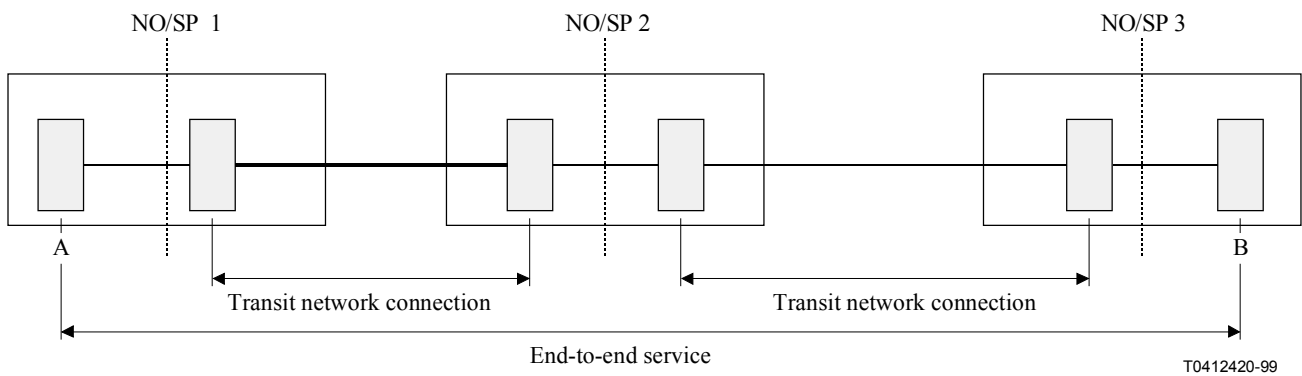 NO/SP 1
NO/SP 2
NO/SP 3
A
B
Transit network connection
Transit network connection
End-to-end service
T0412420-99